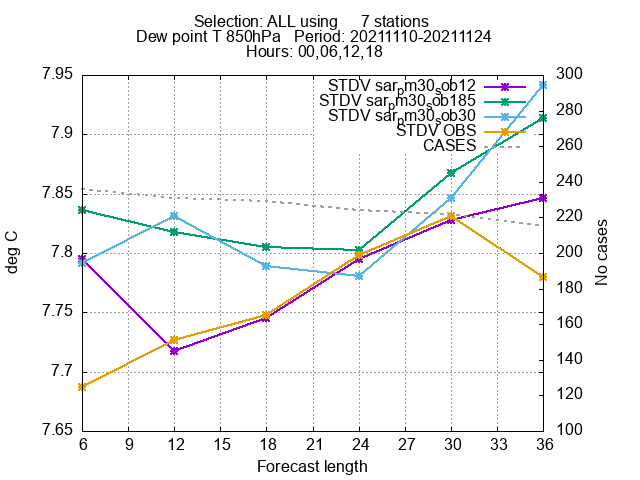 Selection: ALL using     7 stations
Dew point T 850hPa   Period: 20211110-20211124
Hours: 00,06,12,18
STDV sarpm30sob12
STDV sarpm30sob185
STDV sarpm30sob30
STDV OBS
CASES
7.95
7.9
7.85
7.8
7.75
7.7
7.65
deg C
300
280
260
240
220
200
180
160
140
120
100
No cases
6 9 12 15 18 21 24 27 30 33 36
Forecast length